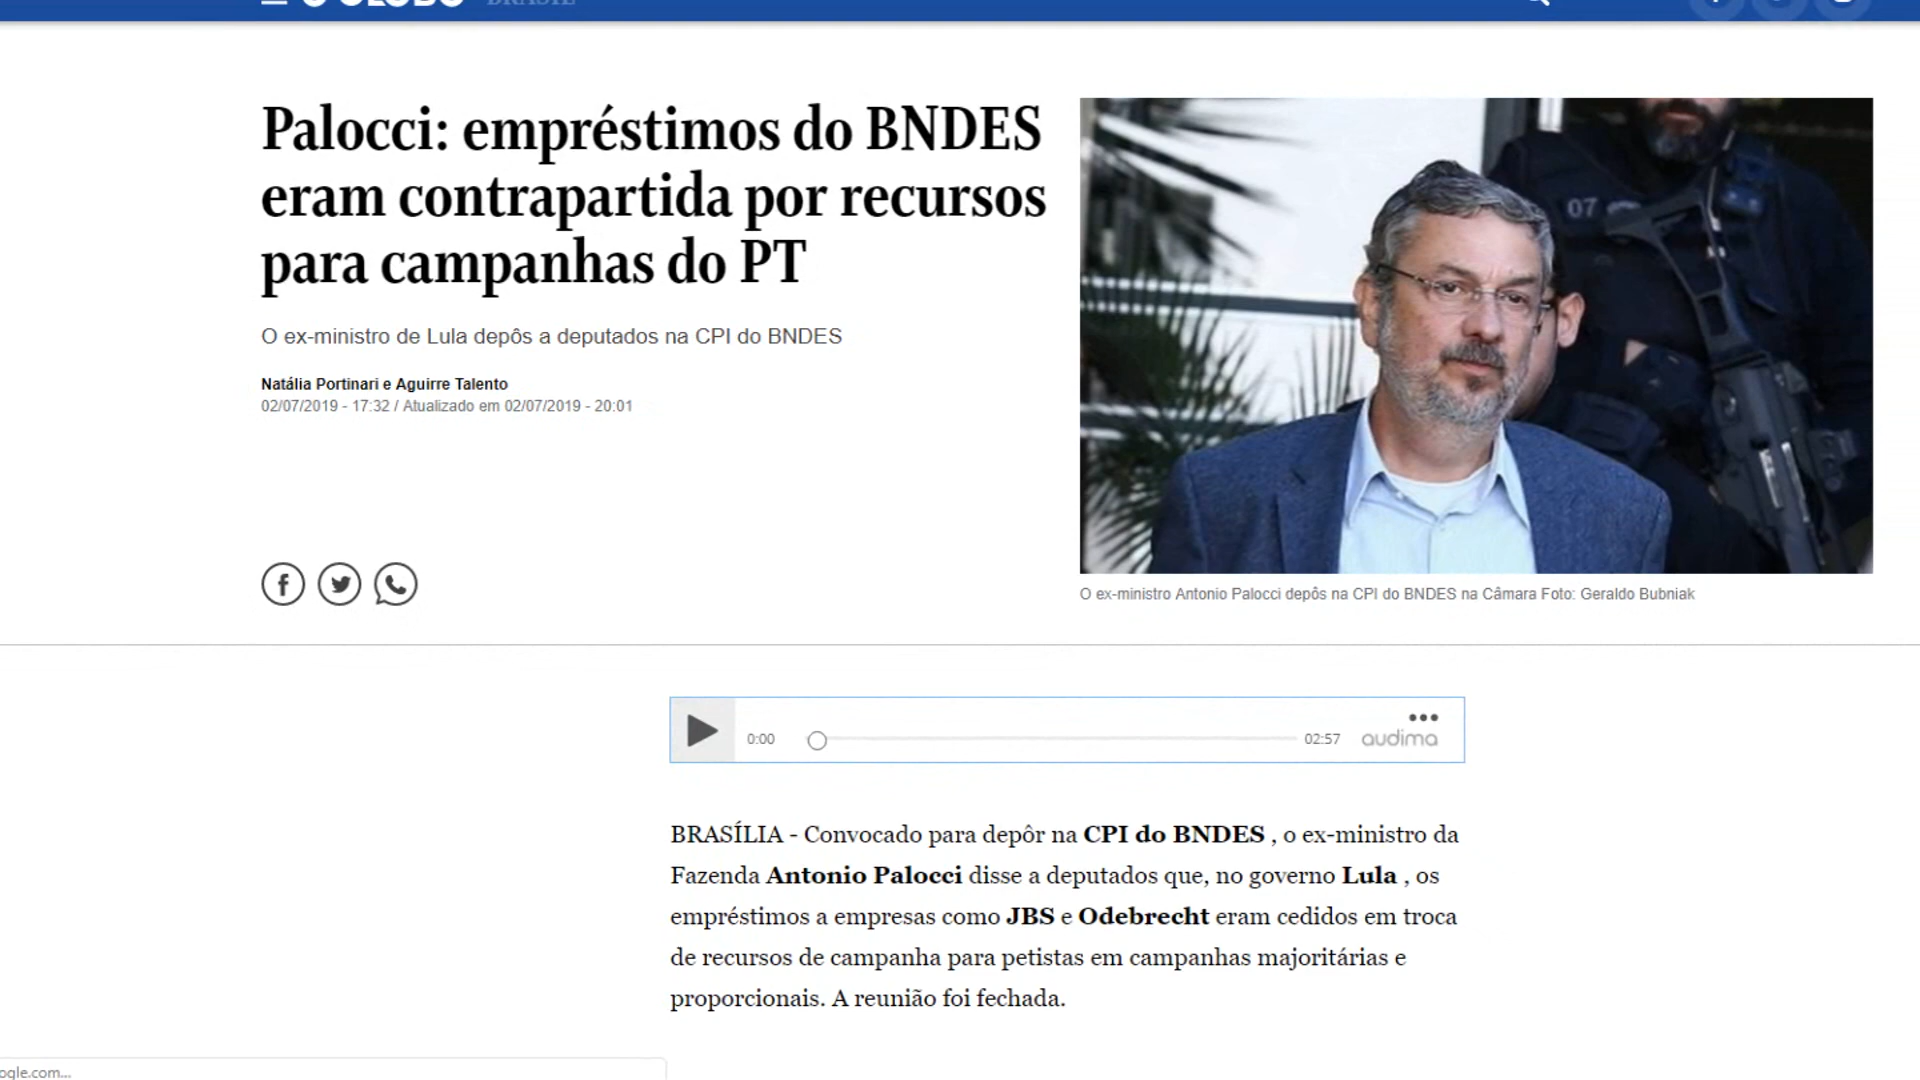 O GLOBO BRASIL
Palocci: empréstimos do BNDES
eram contrapartida por recursos
para campanhas do PT
O ex-ministro de Lula depôs a deputados na CPI do BNDES
Natália Portinari e Aguirre Talento
02/07/2019 - 17:32 / Atualizado em 02/07/2019 - 20:01
07
O ex-ministro Antonio Palocci depôs na CPI do BNDES na Câmara Foto: Geraldo Bubniak
0:00
02:57
audima
BRASÍLIA - Convocado para depôr na CPI do BNDES , o ex-ministro da
Fazenda Antonio Palocci disse a deputados que, no governo Lula , os
empréstimos a empresas como JBS e Odebrecht eram cedidos em troca
de recursos de campanha para petistas em campanhas majoritárias e
proporcionais. A reunião foi fechada.
ogle.com...